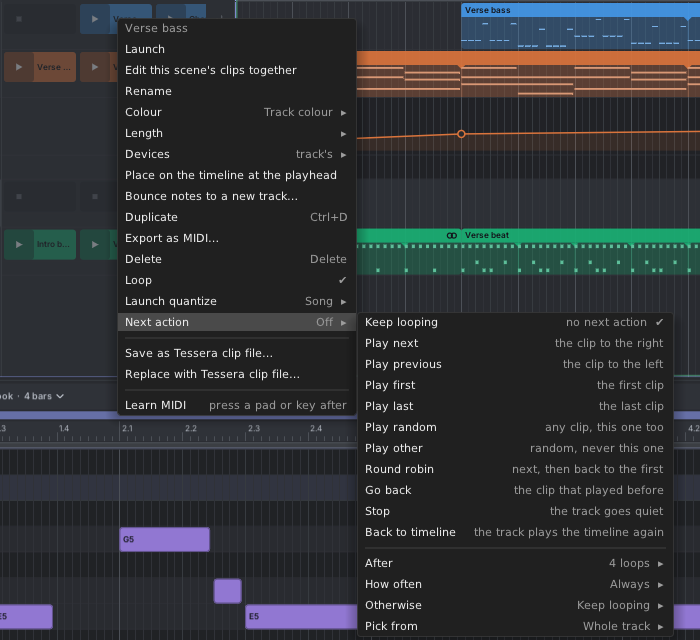 Verse bass
Verse bass
Launch
Edit this scene's clips together
Verse ...
Rename
Colour Track colour
Length
Devices track's
Place on the timeline at the playhead
Bounce notes to a new track...
Duplicate Ctrl+D
Intro b...
Verse beat
Export as MIDI...
Delete Delete
Loop ✔
Launch quantize Song
Next action Off
Save as Tessera clip file...
Replace with Tessera clip file...
Learn MIDI press a pad or key after
Keep looping no next action ✔
Play next the clip to the right
Play previous the clip to the left
Play first the first clip
Play last the last clip
Play random any clip, this one too
Play other random, never this one
Round robin next, then back to the first
Go back the clip that played before
Stop the track goes quiet
Back to timeline the track plays the timeline again
After 4 loops
How often Always
Otherwise Keep looping
Pick from Whole track
ook · 4 bars
.3 1.4 2.1 2.2 2.3 2.4 4.2
G5
E5 E5